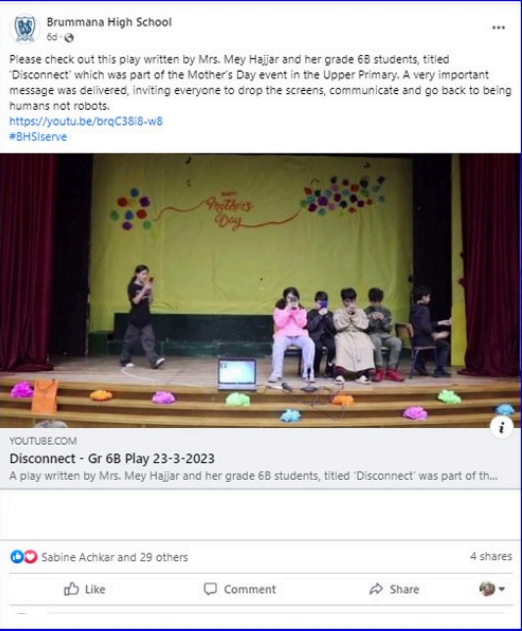 Brummana High School
6d ·
Please check out this play written by Mrs. Mey Hajjar and her grade 6B students, titled
'Disconnect' which was part of the Mother's Day event in the Upper Primary. A very important
message was delivered, inviting everyone to drop the screens, communicate and go back to being
humans not robots.
https://youtu.be/brqC38i8-w8
#BHSIserve
Happy
Mother's
Day
YOUTUBE.COM
Disconnect - Gr 6B Play 23-3-2023
A play written by Mrs. Mey Hajjar and her grade 6B students, titled 'Disconnect' was part of th...
Sabine Achkar and 29 others
4 shares
Like
Comment
Share